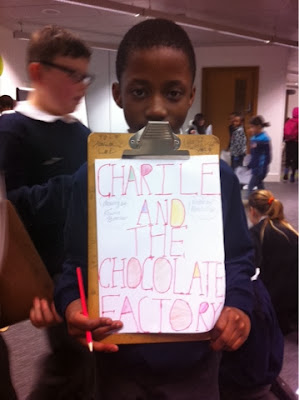 CHARILE
AND
THE
CHOCOLATE
FACTORY